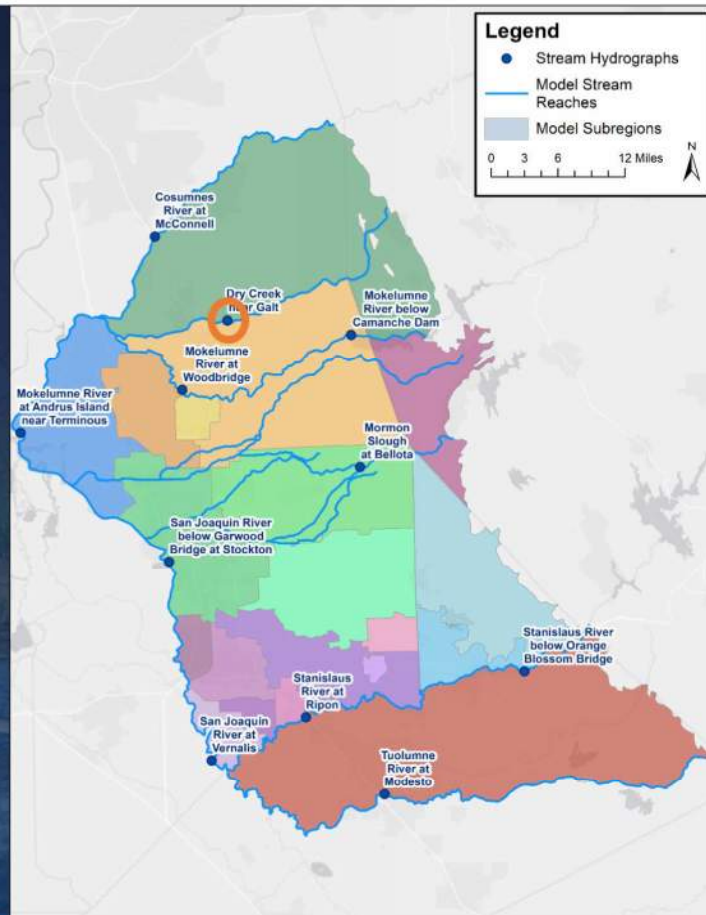 Legend
Stream Hydrographs
Model Stream
Reaches
Model Subregions
N
0 3 6 12 Miles
Cosumnes
River at
McConnell
Dry Creek
near Galt
Mokelumne
River below
Camanche Dam
Mokelumne
River at
Woodbridge
Mokelumne River
at Andrus Island
near Terminous
Mormon
Slough
at Bellota
San Joaquin River
below Garwood
Bridge at Stockton
Stanislaus River
below Orange
Blossom Bridge
Stanislaus
River at
Ripon
San Joaquin
River at
Vernalis
Tuolumne
River at
Modesto